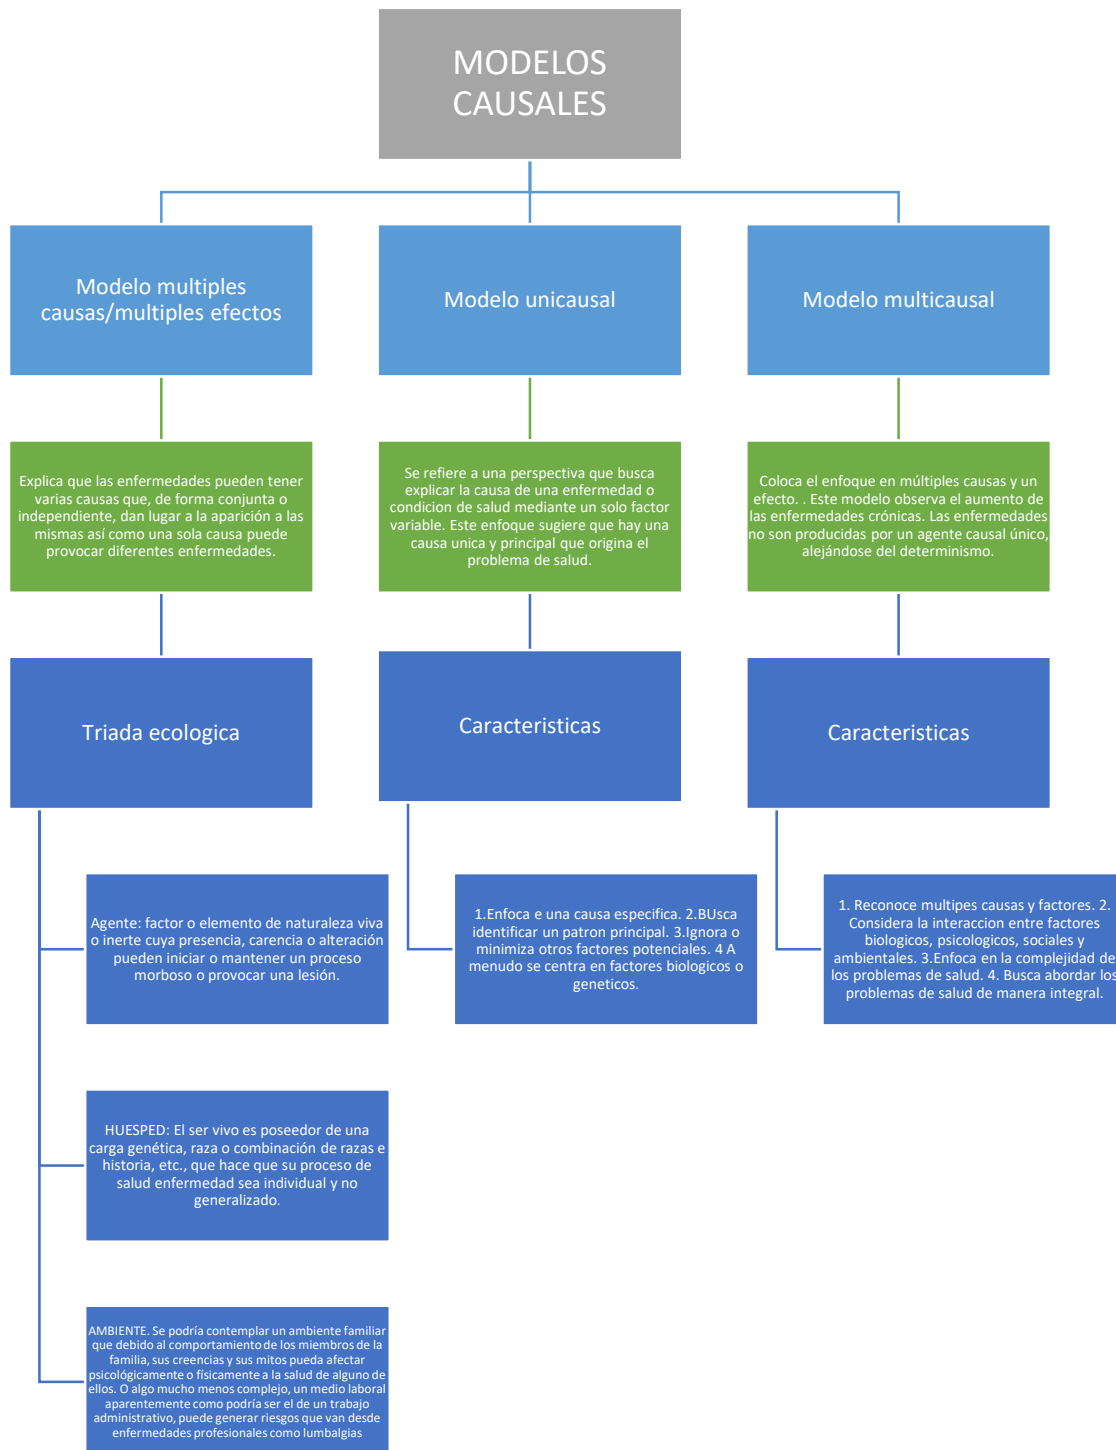 MODELOS
CAUSALES
Modelo multiples
causas/multiples efectos
Modelo unicausal
Modelo multicausal
Explica que las enfermedades pueden tener
varias causas que, de forma conjunta o
independiente, dan lugar a la aparición a las
mismas así como una sola causa puede
provocar diferentes enfermedades.
Se refiere a una perspectiva que busca
explicar la causa de una enfermedad o
condicion de salud mediante un solo factor
variable. Este enfoque sugiere que hay una
causa unica y principal que origina el
problema de salud.
Coloca el enfoque en múltiples causas y un
efecto. . Este modelo observa el aumento de
las enfermedades crónicas. Las enfermedades
no son producidas por un agente causal único,
alejándose del determinismo.
Triada ecologica
Caracteristicas
Caracteristicas
Agente: factor o elemento de naturaleza viva
o inerte cuya presencia, carencia o alteración
pueden iniciar o mantener un proceso
morboso o provocar una lesión.
1.Enfoca e una causa especifica. 2.BUsca
identificar un patron principal. 3.Ignora o
minimiza otros factores potenciales. 4 A
menudo se centra en factores biologicos o
geneticos.
1. Reconoce multipes causas y factores. 2.
Considera la interaccion entre factores
biologicos, psicologicos, sociales y
ambientales. 3.Enfoca en la complejidad de
los problemas de salud. 4. Busca abordar los
problemas de salud de manera integral.
HUESPED: El ser vivo es poseedor de una
carga genética, raza o combinación de razas e
historia, etc., que hace que su proceso de
salud enfermedad sea individual y no
generalizado.
AMBIENTE. Se podría contemplar un ambiente familiar
que debido al comportamiento de los miembros de la
familia, sus creencias y sus mitos pueda afectar
psicológicamente o físicamente a la salud de alguno de
ellos. O algo mucho menos complejo, un medio laboral
aparentemente como podría ser el de un trabajo
administrativo, puede generar riesgos que van desde
enfermedades profesionales como lumbalgias